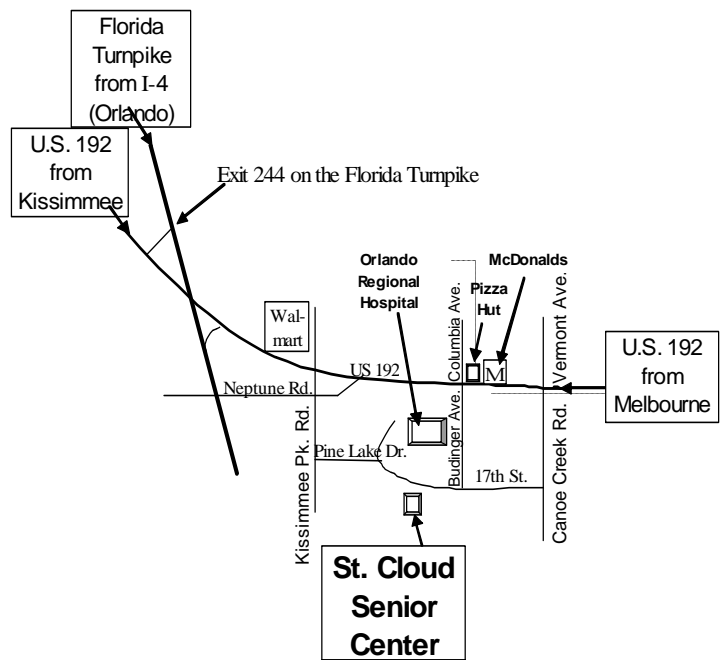 Florida
Turnpike
from I-4
(Orlando)
U.S. 192
from
Kissimmee
Exit 244 on the Florida Turnpike
Orlando
Regional
Hospital
McDonalds
Pizza
Hut
Columbia Ave.
Vermont Ave.
Wal-
mart
M
US 192
U.S. 192
from
Melbourne
Neptune Rd.
Kissimmee Pk. Rd.
Pine Lake Dr.
Budinger Ave.
17th St.
Canoe Creek Rd.
St. Cloud
Senior
Center